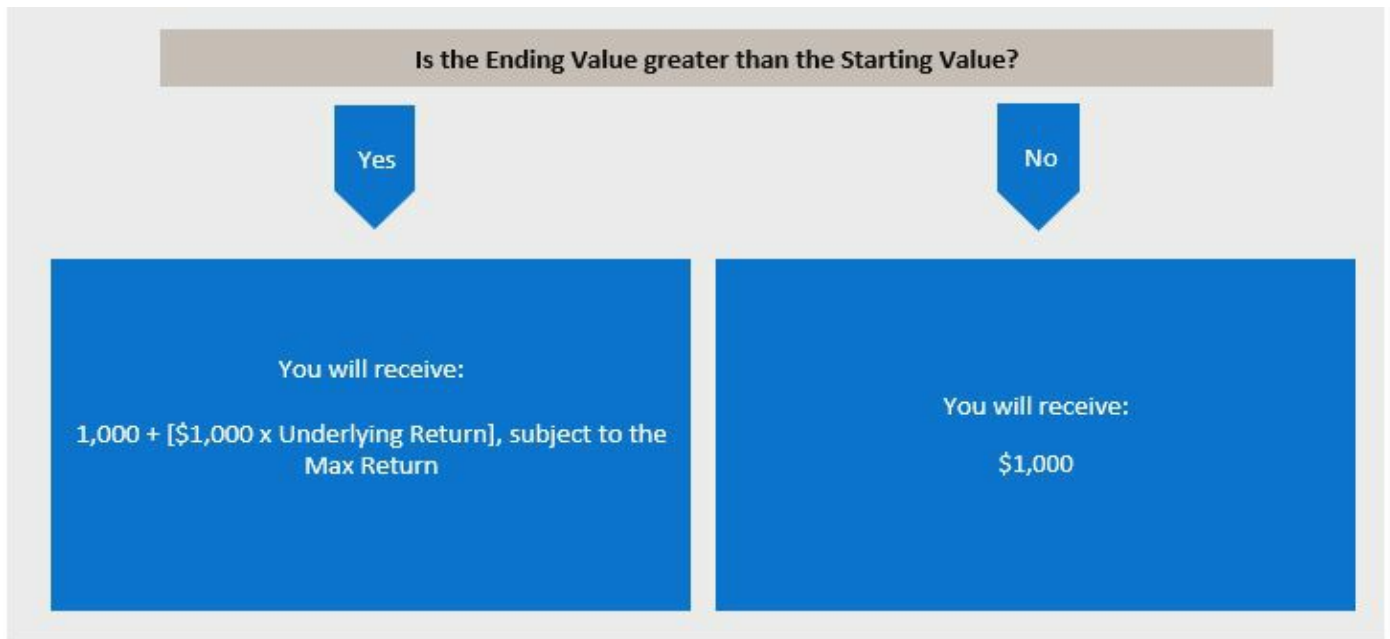 Is the Ending Value greater than the Starting Value?
Yes
No
You will receive:
1,000 + [$1,000 x Underlying Return], subject to the
Max Return
You will receive:
$1,000